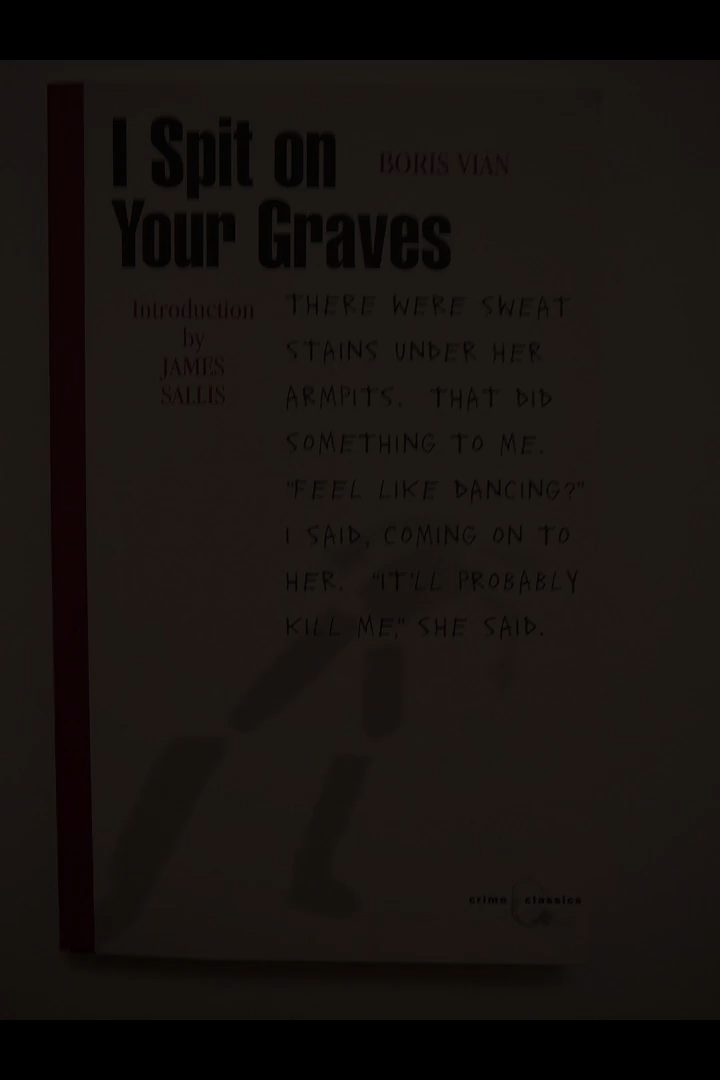 I Spit on
Your Graves
BORIS VIAN
Introduction
by
JAMES
SALLIS
THERE WERE SWEAT
STAINS UNDER HER
ARMPITS. THAT DID
SOMETHING TO ME.
"FEEL LIKE DANCING?"
I SAID, COMING ON TO
HER. "IT'LL PROBABLY
KILL ME," SHE SAID.
crime classics